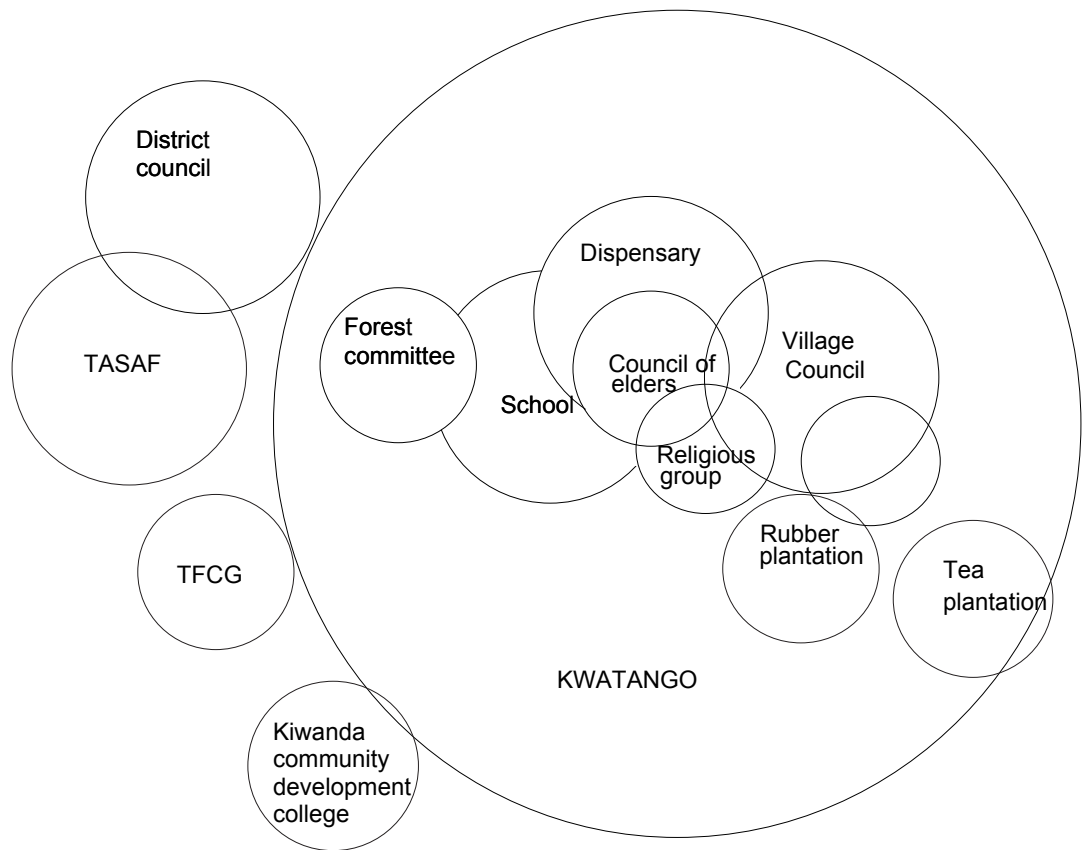 District
council
Dispensary
Forest
committee
Village
Council
TASAF
Council of
elders
School
Religious
group
Rubber
plantation
TFCG
Tea
plantation
KWATANGO
Kiwanda
community
development
college